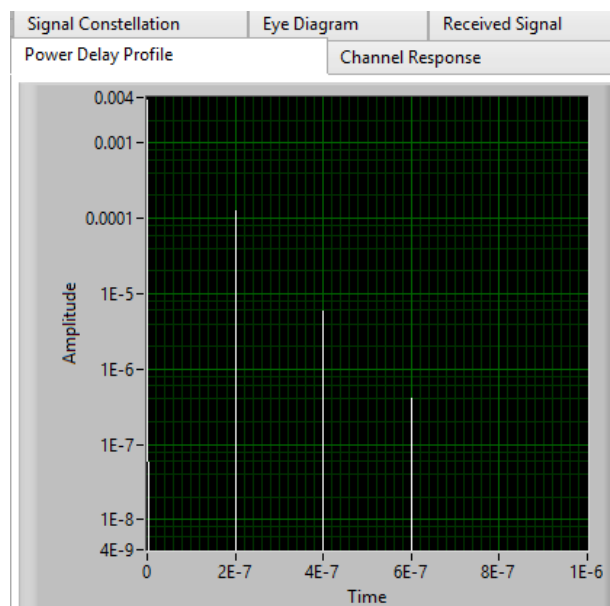 Signal Constellation Eye Diagram Received Signal
Power Delay Profile Channel Response
0.004
0.001
0.0001
1E-5
1E-6
1E-7
1E-8
4E-9
Amplitude
0 2E-7 4E-7 6E-7 8E-7 1E-6
Time